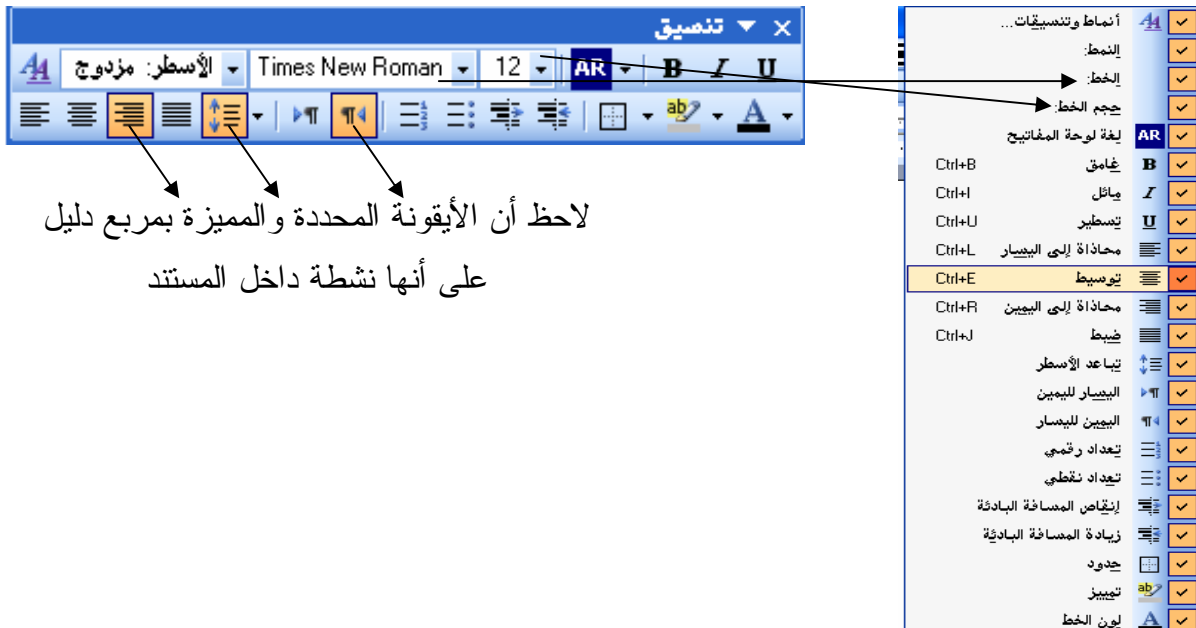 تنصيق
الأسطر: مزدوج Times New Roman 12 AR B I U
لاحظ أن الأيقونة المحددة والمميزة بمربع دليل
على أنها نشطة داخل المستند
أنماط وتنسيقات...
النمط:
الخط:
حجم الخط:
AR لغة لوحة المفاتيح
B غامق Ctrl+B
I مائل Ctrl+I
U تسطير Ctrl+U
محاذاة إلى اليسار Ctrl+L
توسيط Ctrl+E
محاذاة إلى اليمين Ctrl+R
ضبط Ctrl+J
تباعد الأسطر
اليسار لليمين
اليمين لليسار
تعداد رقمي
تعداد نقطي
إنقاص المسافة البادئة
زيادة المسافة البادئة
حدود
ab تمييز
A لون الخط